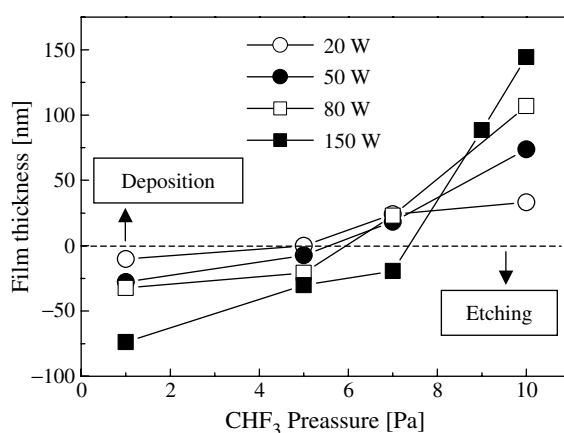 150
100
50
25
0
−50
−100
Film thickness [nm]
20 W
50 W
80 W
150 W
Deposition
Etching
0
2
4
6
8
10
CHF3 Preassure [Pa]